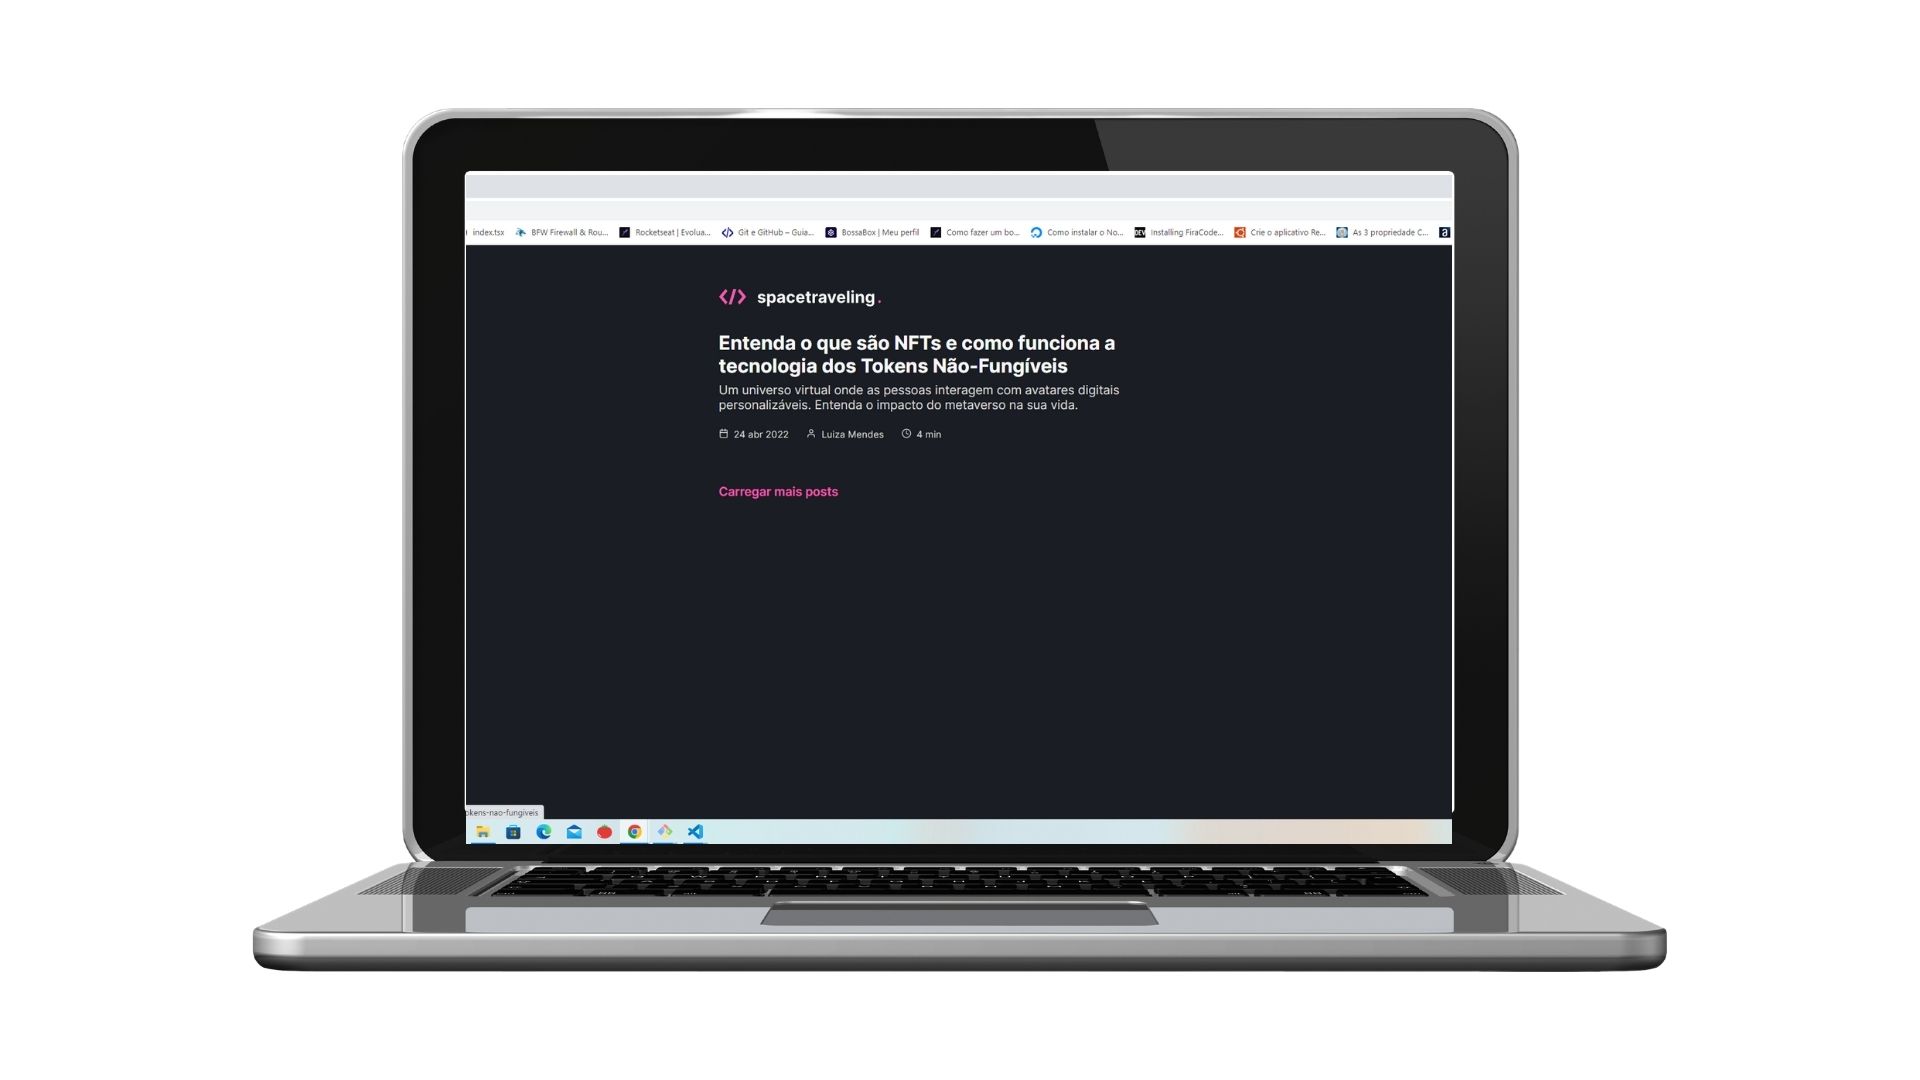 index.tsx BFW Firewall & Rou... Rocketseat | Evolua... Git e GitHub – Guia... BossaBox | Meu perfil Como fazer um bo... Como instalar o No... DEV Installing FiraCode... Crie o aplicativo Re... As 3 propriedade C... a
</> spacetraveling.
Entenda o que são NFTs e como funciona a
tecnologia dos Tokens Não-Fungíveis
Um universo virtual onde as pessoas interagem com avatares digitais
personalizáveis. Entenda o impacto do metaverso na sua vida.
24 abr 2022 Luiza Mendes 4 min
Carregar mais posts
okens-nao-fungiveis